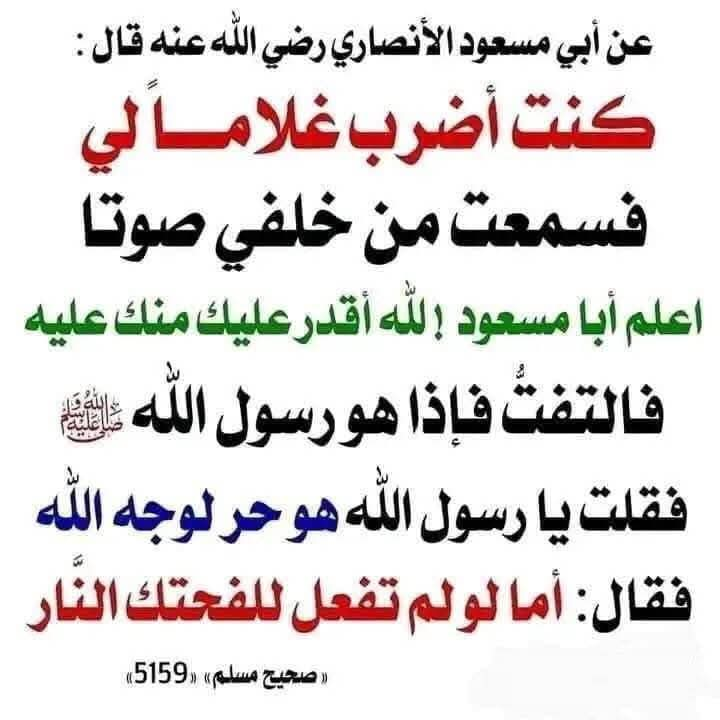 عن أبي مسعود الأنصاري رضي الله عنه قال :
كنت أضرب غلامـــاً لي
فسمعت من خلفي صوتا
اعلم أبا مسعود ! لله أقدر عليك منك عليه
فالتفتُّ فإذا هو رسول الله ﷺ
فقلت يا رسول الله هو حر لوجه الله
فقال : أما لو لم تفعل للفحتك النَّار
« صحيح مسلم» «5159»